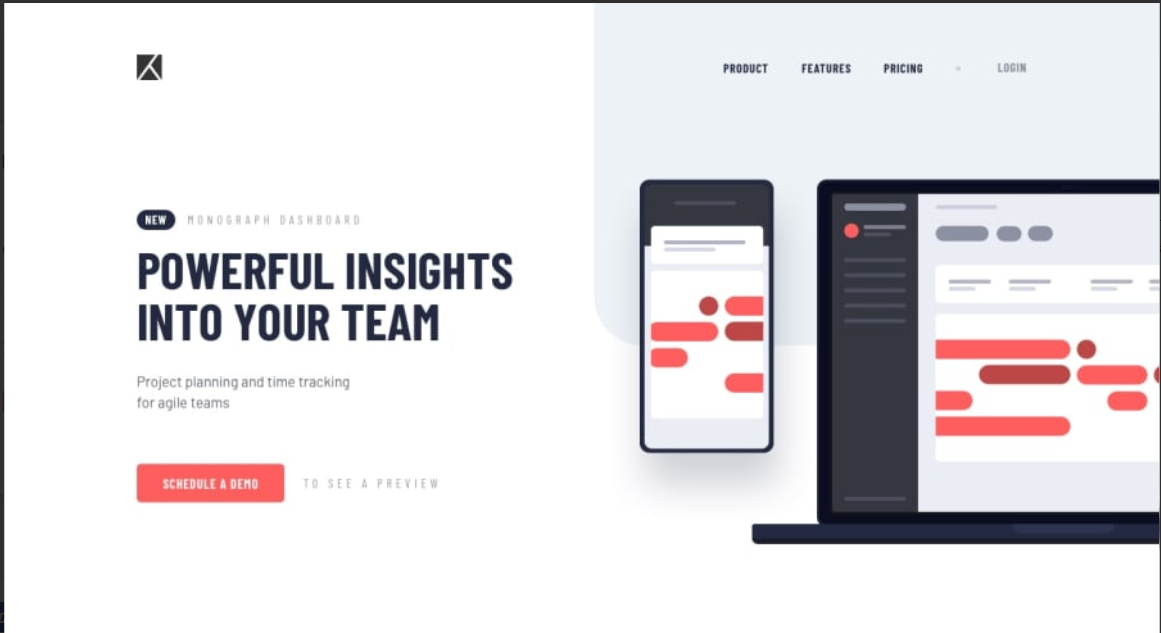 PRODUCT FEATURES PRICING LOGIN
NEW MONOGRAPH DASHBOARD
POWERFUL INSIGHTS
INTO YOUR TEAM
Project planning and time tracking
for agile teams
SCHEDULE A DEMO TO SEE A PREVIEW